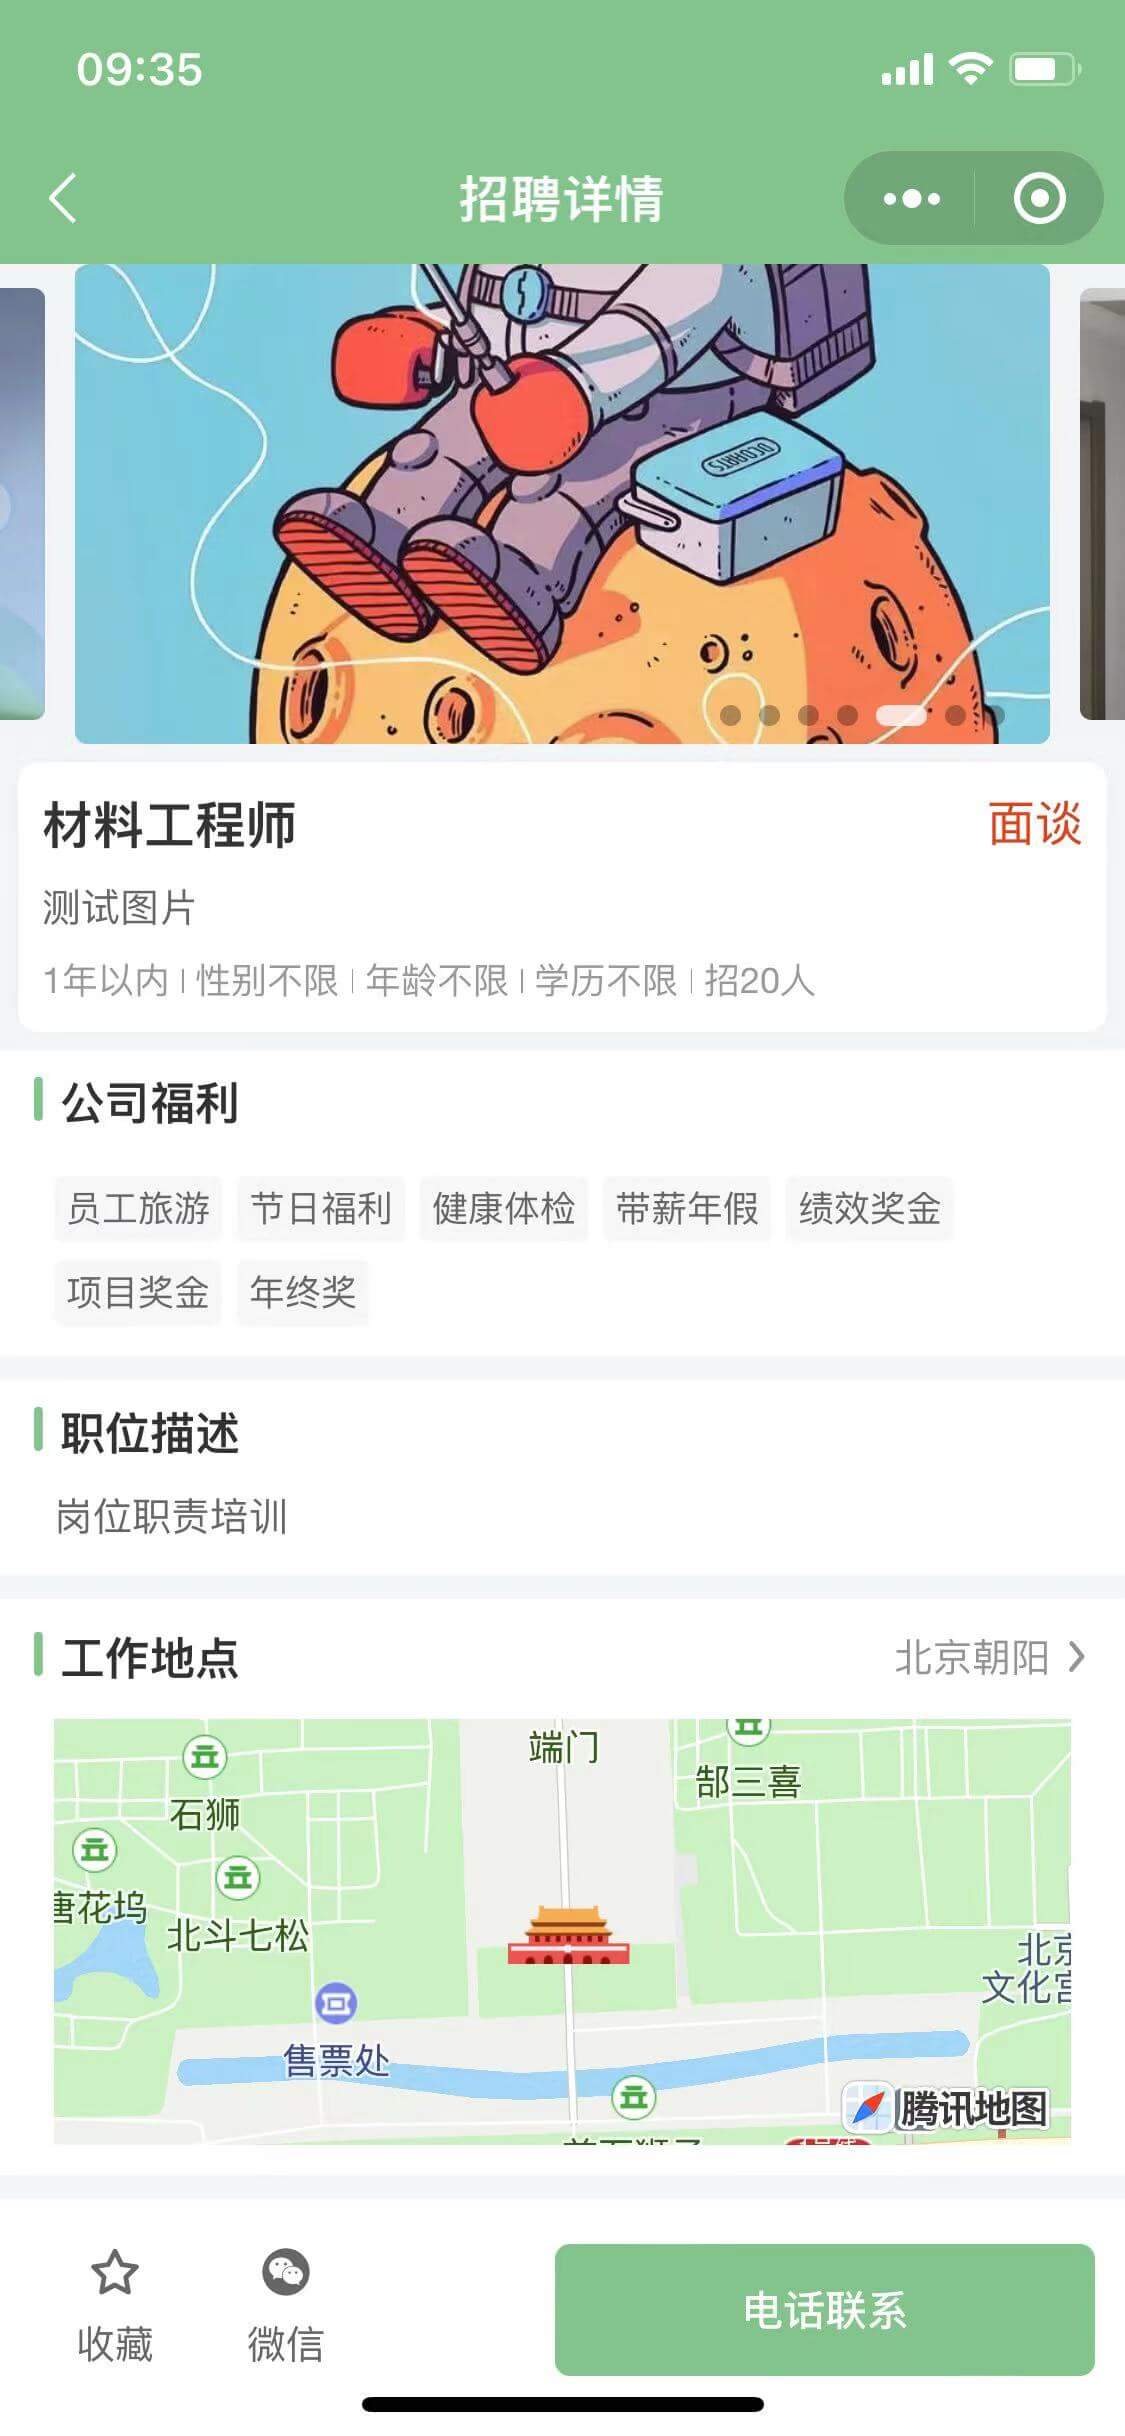 09:35
招聘详情
DECOARTS
材料工程师
面谈
测试图片
1年以内 | 性别不限 | 年龄不限 | 学历不限 | 招20人
公司福利
员工旅游 节日福利 健康体检 带薪年假 绩效奖金
项目奖金 年终奖
职位描述
岗位职责培训
工作地点
北京朝阳
端门
郜三喜
石狮
唐花坞
北斗七松
北京
文化宫
售票处
腾讯地图
收藏
微信
电话联系